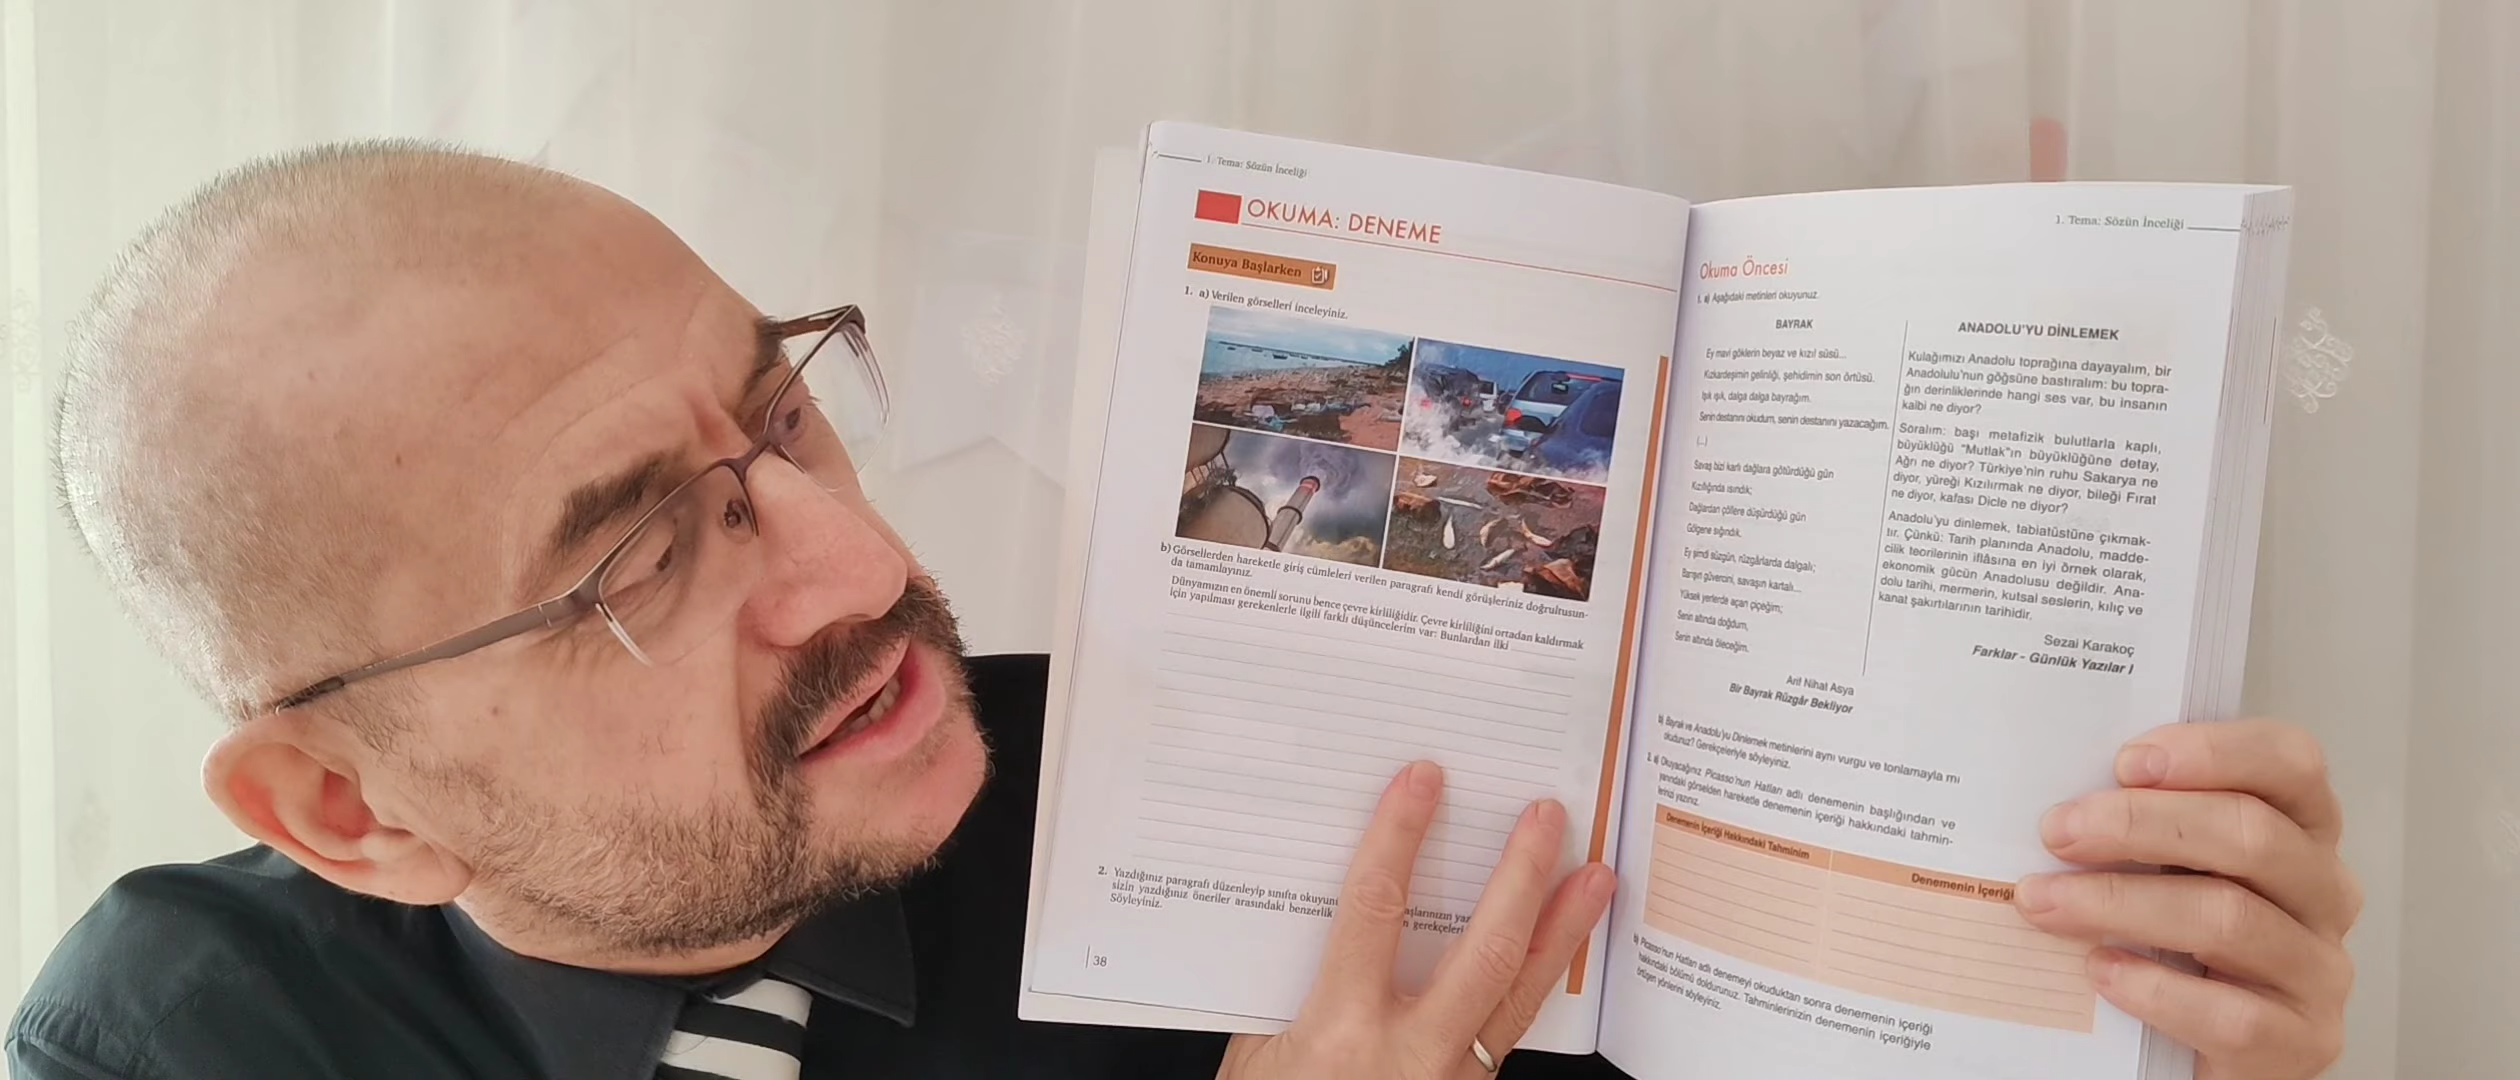 1. Tema: Sözün İnceliği
OKUMA: DENEME
Konuya Başlarken
1. a) Verilen görselleri inceleyiniz.
b) Görsellerden hareketle giriş cümleleri verilen paragrafı kendi görüşleriniz doğrultusun-
da tamamlayınız.
Dünyamızın en önemli sorunu bence çevre kirliliğidir. Çevre kirliliğini ortadan kaldırmak
için yapılması gerekenlerle ilgili farklı düşüncelerim var: Bunlardan ilki
2. Yazdığınız paragrafı düzenleyip sınıfta okuyun
sizin yazdığınız öneriler arasındaki benzerlik
Söyleyiniz.
38
1. Tema: Sözün İnceliği
Okuma Öncesi
1. a) Aşağıdaki metinleri okuyunuz.
BAYRAK
Ey mavi göklerin beyaz ve kızıl süsü...
Kızkardeşimin gelinliği, şehidimin son örtüsü.
Işık ışık, dalga dalga bayrağım.
Senin destanını okudum, senin destanını yazacağım.
(...)
Savaş bizi karlı dağlara götürdüğü gün
Kızıllığında ısındık;
Dağlardan çöllere düşürdüğü gün
Gölgene sığındık.
Ey şimdi süzgün, rüzgârlarda dalgalı;
Barışın güvercini, savaşın kartalı...
Yüksek yerlerde açan çiçeğim;
Senin altında doğdum,
Senin altında öleceğim.
Arif Nihat Asya
Bir Bayrak Rüzgâr Bekliyor
ANADOLU'YU DİNLEMEK
Kulağımızı Anadolu toprağına dayayalım, bir
Anadolulu'nun göğsüne bastıralım: bu topra-
ğın derinliklerinde hangi ses var, bu insanın
kalbi ne diyor?
Soralım: başı metafizik bulutlarla kaplı,
büyüklüğü "Mutlak"ın büyüklüğüne detay,
Ağrı ne diyor? Türkiye'nin ruhu Sakarya ne
diyor, yüreği Kızılırmak ne diyor, bileği Fırat
ne diyor, kafası Dicle ne diyor?
Anadolu'yu dinlemek, tabiatüstüne çıkmak-
tır. Çünkü: Tarih planında Anadolu, madde-
cilik teorilerinin iflâsına en iyi örnek olarak,
ekonomik gücün Anadolusu değildir. Ana-
dolu tarihi, mermerin, kutsal seslerin, kılıç ve
kanat şakırtılarının tarihidir.
Sezai Karakoç
Farklar - Günlük Yazılar I
b) Bayrak ve Anadolu'yu Dinlemek metinlerini aynı vurgu ve tonlamayla mı
okudunuz? Gerekçeleriyle söyleyiniz.
2. a) Okuyacağınız Picasso'nun Hatları adlı denemenin başlığından ve
yanındaki görselden hareketle denemenin içeriği hakkındaki tahmin-
lerinizi yazınız.
Denemenin İçeriği Hakkındaki Tahminim
Denemenin İçeriği
b) Picasso'nun Hatları adlı denemeyi okuduktan sonra denemenin içeriği
hakkındaki bölümü doldurunuz. Tahminlerinizin denemenin içeriğiyle
örtüşen yönlerini söyleyiniz.